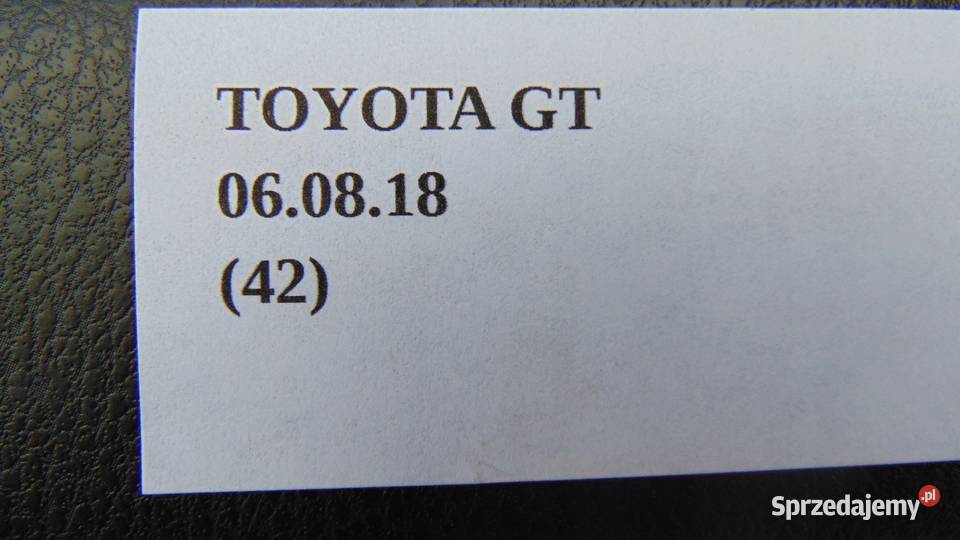 TOYOTA GT
06.08.18
(42)
Sprzedajemy.pl